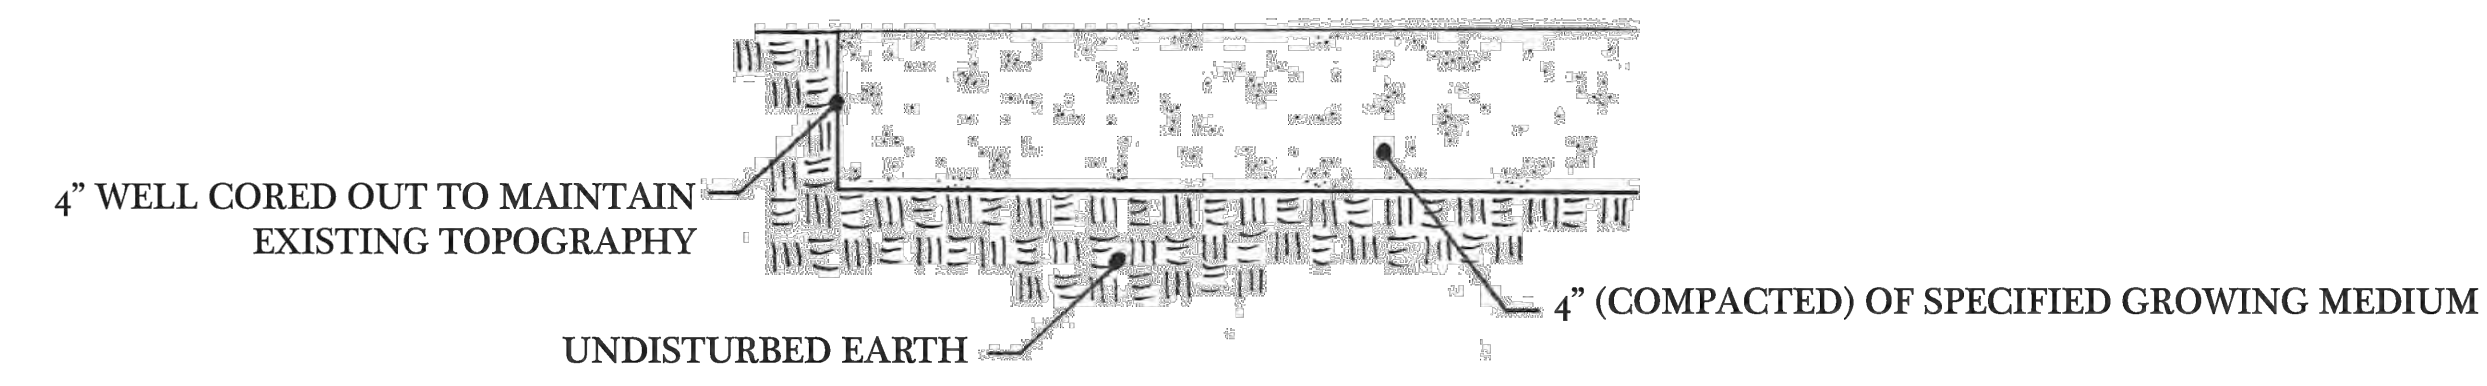 4” WELL CORED OUT TO MAINTAIN
EXISTING TOPOGRAPHY
4” (COMPACTED) OF SPECIFIED GROWING MEDIUM
UNDISTURBED EARTH